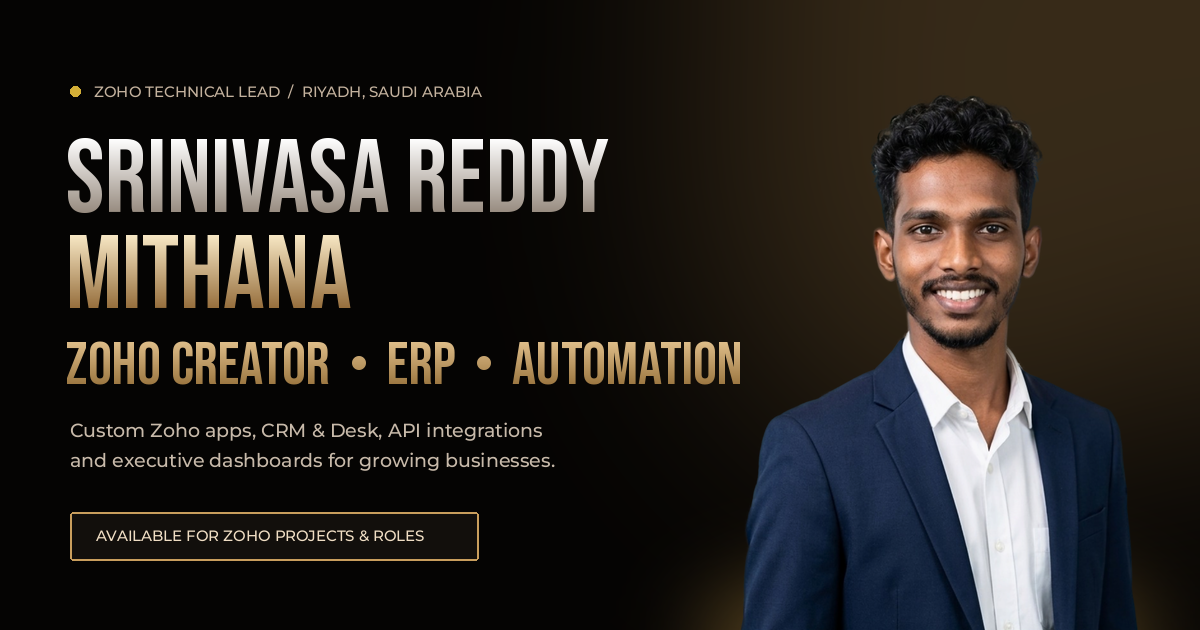 ZOHO TECHNICAL LEAD / RIYADH, SAUDI ARABIA
SRINIVASA REDDY
MITHANA
ZOHO CREATOR • ERP • AUTOMATION
Custom Zoho apps, CRM & Desk, API integrations
and executive dashboards for growing businesses.
AVAILABLE FOR ZOHO PROJECTS & ROLES